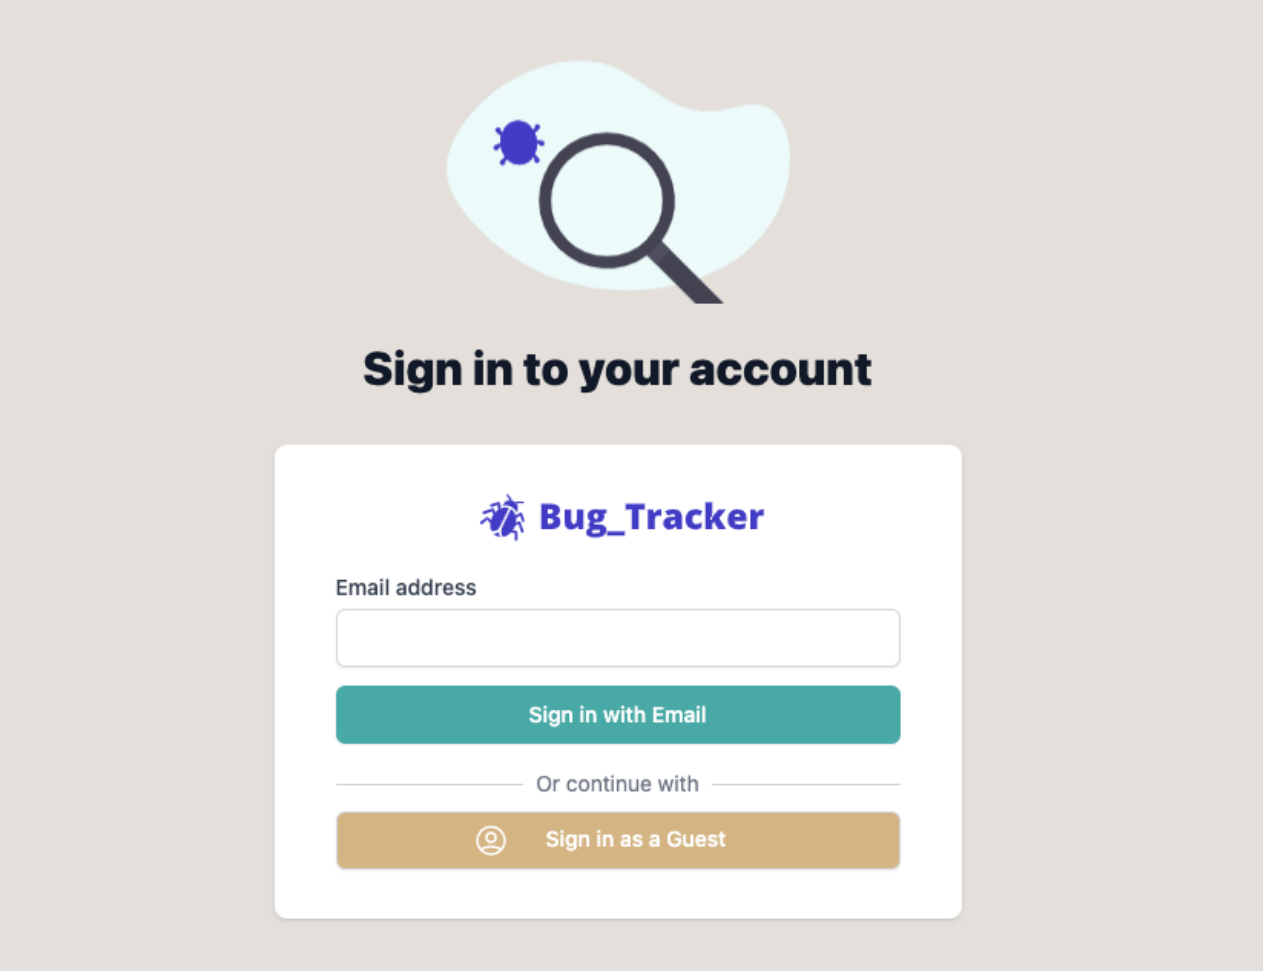 Sign in to your account
Bug_Tracker
Email address
Sign in with Email
Or continue with
Sign in as a Guest